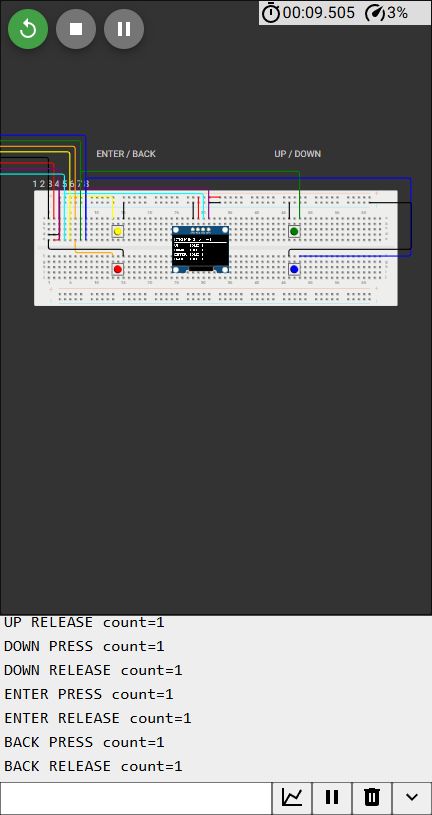 00:09.505 3%
ENTER / BACK UP / DOWN
1 2 3 4 5 6 7 8
UP RELEASE count=1
DOWN PRESS count=1
DOWN RELEASE count=1
ENTER PRESS count=1
ENTER RELEASE count=1
BACK PRESS count=1
BACK RELEASE count=1